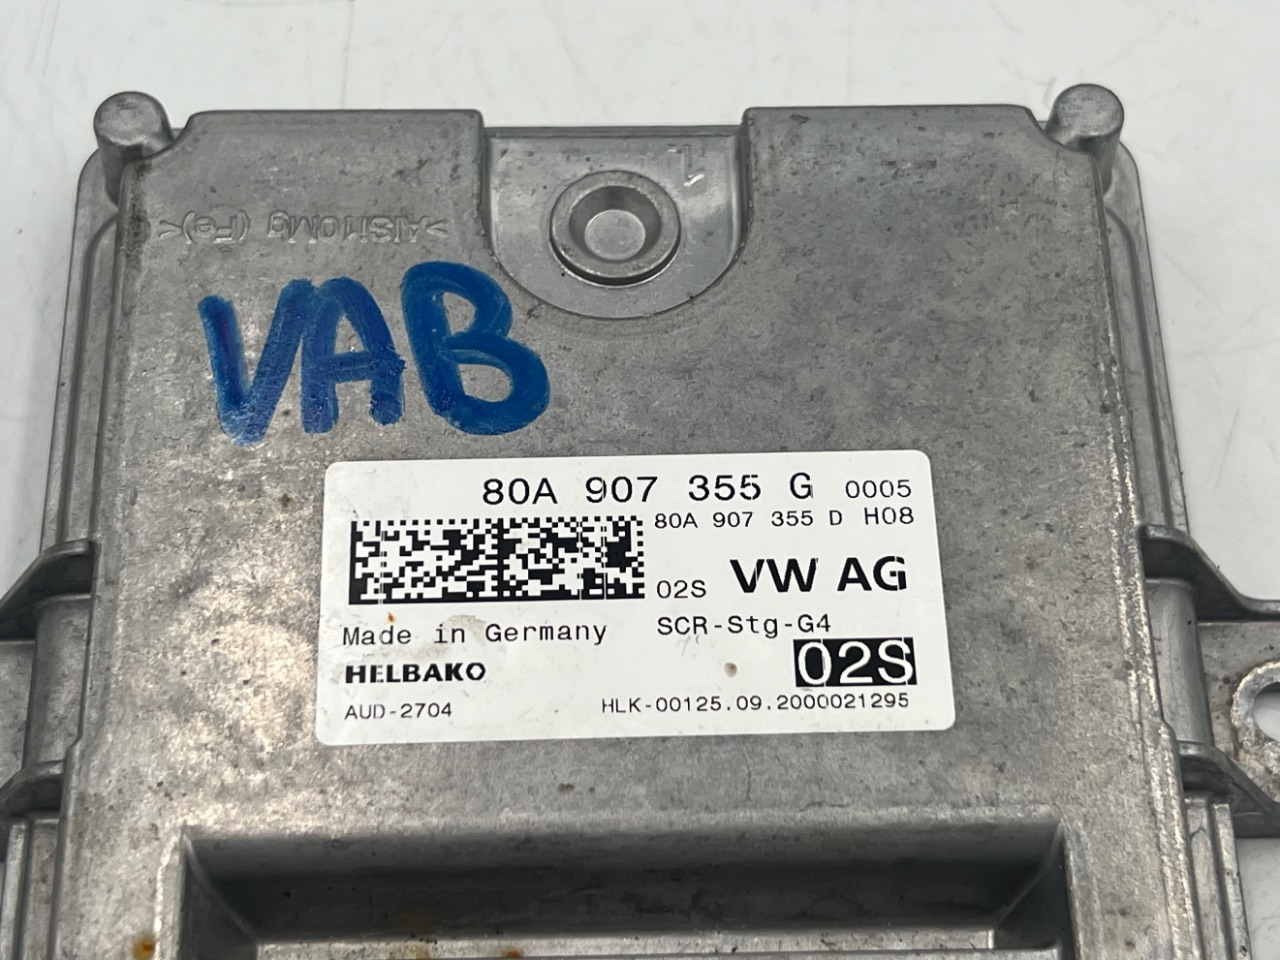 1
>AlSi10Mg (Fe)<
VAB
80A 907 355 G 0005
80A 907 355 D H08
02S VW AG
Made in Germany SCR-Stg-G4
HELBAKO 02S
AUD-2704 HLK-00125.09.2000021295